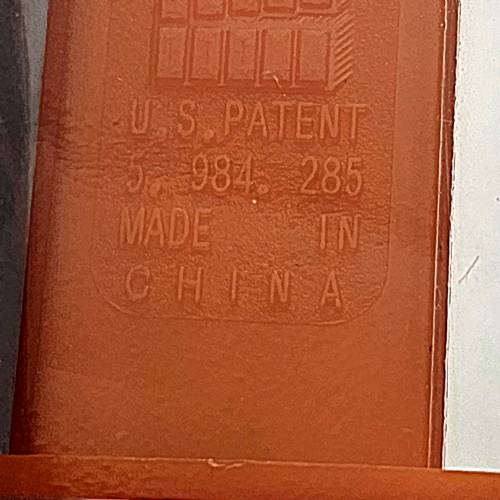 U.S.PATENT
5. 984. 285
MADE IN
CHINA